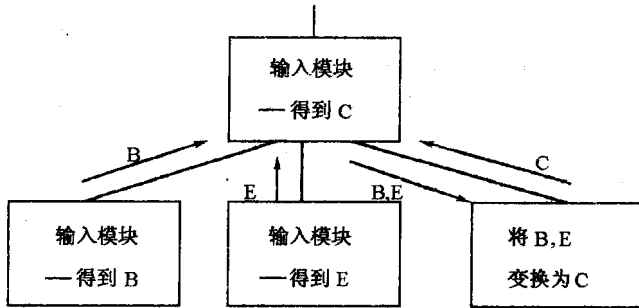 输入模块
— 得到 C
B
E
B,E
C
输入模块
— 得到 B
输入模块
— 得到 E
将 B,E
变换为 C